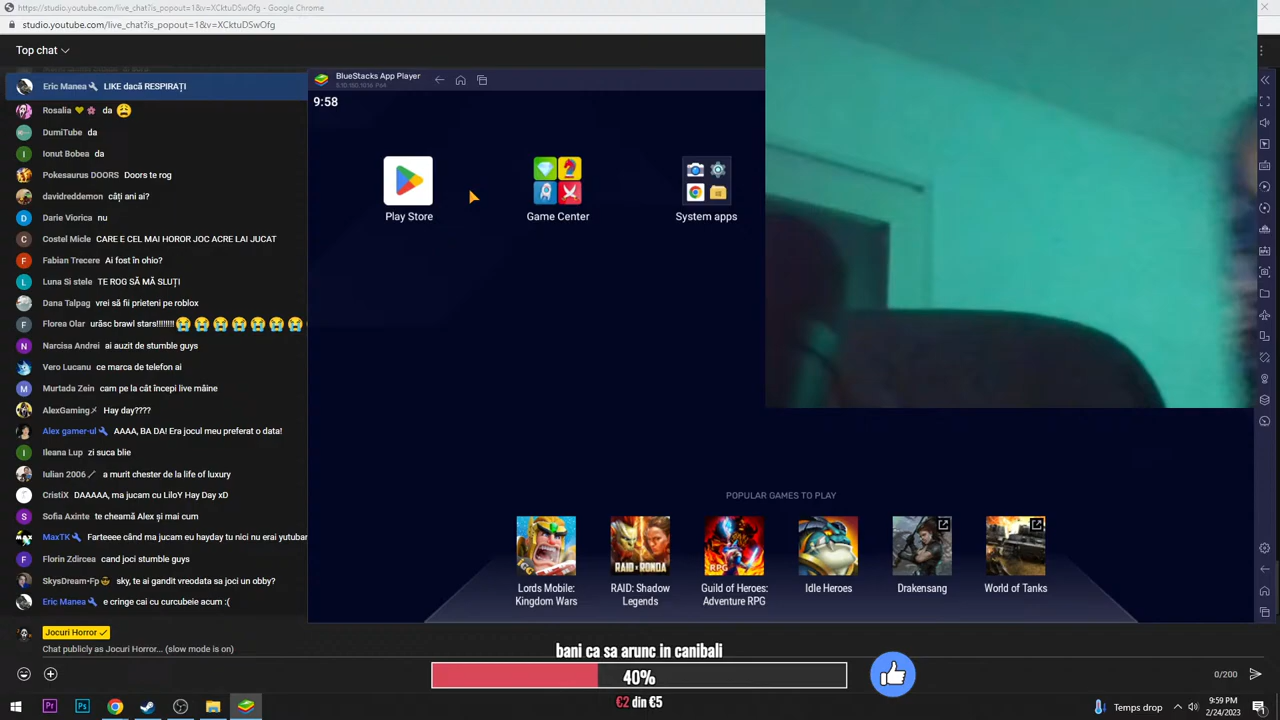 https://studio.youtube.com/live_chat?is_popout=1&v=XCktuDSwOfg - Google Chrome
studio.youtube.com/live_chat?is_popout=1&v=XCktuDSwOfg
Top chat
Eric Manea LIKE dacă RESPIRAȚI
Rosalia da
DumiTube da
Ionut Bobea da
Pokesaurus DOORS Doors te rog
davidreddemon câți ani ai?
Darie Viorica nu
Costel Micle CARE E CEL MAI HOROR JOC ACRE LAI JUCAT
Fabian Trecere Ai fost în ohio?
Luna Si stele TE ROG SĂ MĂ SLUȚI
Dana Talpag vrei să fii prieteni pe roblox
Florea Olar urăsc brawl stars!!!!!!!!
Narcisa Andrei ai auzit de stumble guys
Vero Lucanu ce marca de telefon ai
Murtada Zein cam pe la cât începi live mâine
AlexGaming Hay day????
Alex gamer-ul AAAA, BA DA! Era jocul meu preferat o data!
Ileana Lup zi suca blie
Iulian 2006 a murit chester de la life of luxury
CristiX DAAAAA, ma jucam cu LiloY Hay Day xD
Sofia Axinte te cheamă Alex și mai cum
MaxTK Farteeee când ma jucam eu hayday tu nici nu erai yutuban
Florin Zdircea cand joci stumble guys
SkysDream-Fp sky, te ai gandit vreodata sa joci un obby?
Eric Manea e cringe cai cu curcubeie acum :(
Jocuri Horror
Chat publicly as Jocuri Horror... (slow mode is on)
0/200
BlueStacks App Player
9:58
Play Store
Game Center
System apps
POPULAR GAMES TO PLAY
IGG
RAID RONDA
RPG
Lords Mobile: Kingdom Wars
RAID: Shadow Legends
Guild of Heroes: Adventure RPG
Idle Heroes
Drakensang
World of Tanks
bani ca sa arunc in canibali
40%
€2 din €5
Pr
Ps
Temps drop
9:59 PM
2/24/2023
1